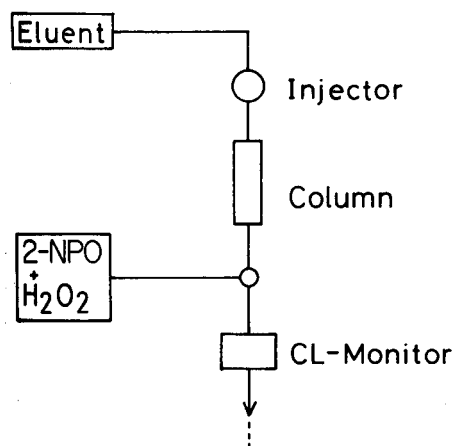 Eluent
Injector
Column
2-NPO
+
H2O2
CL-Monitor